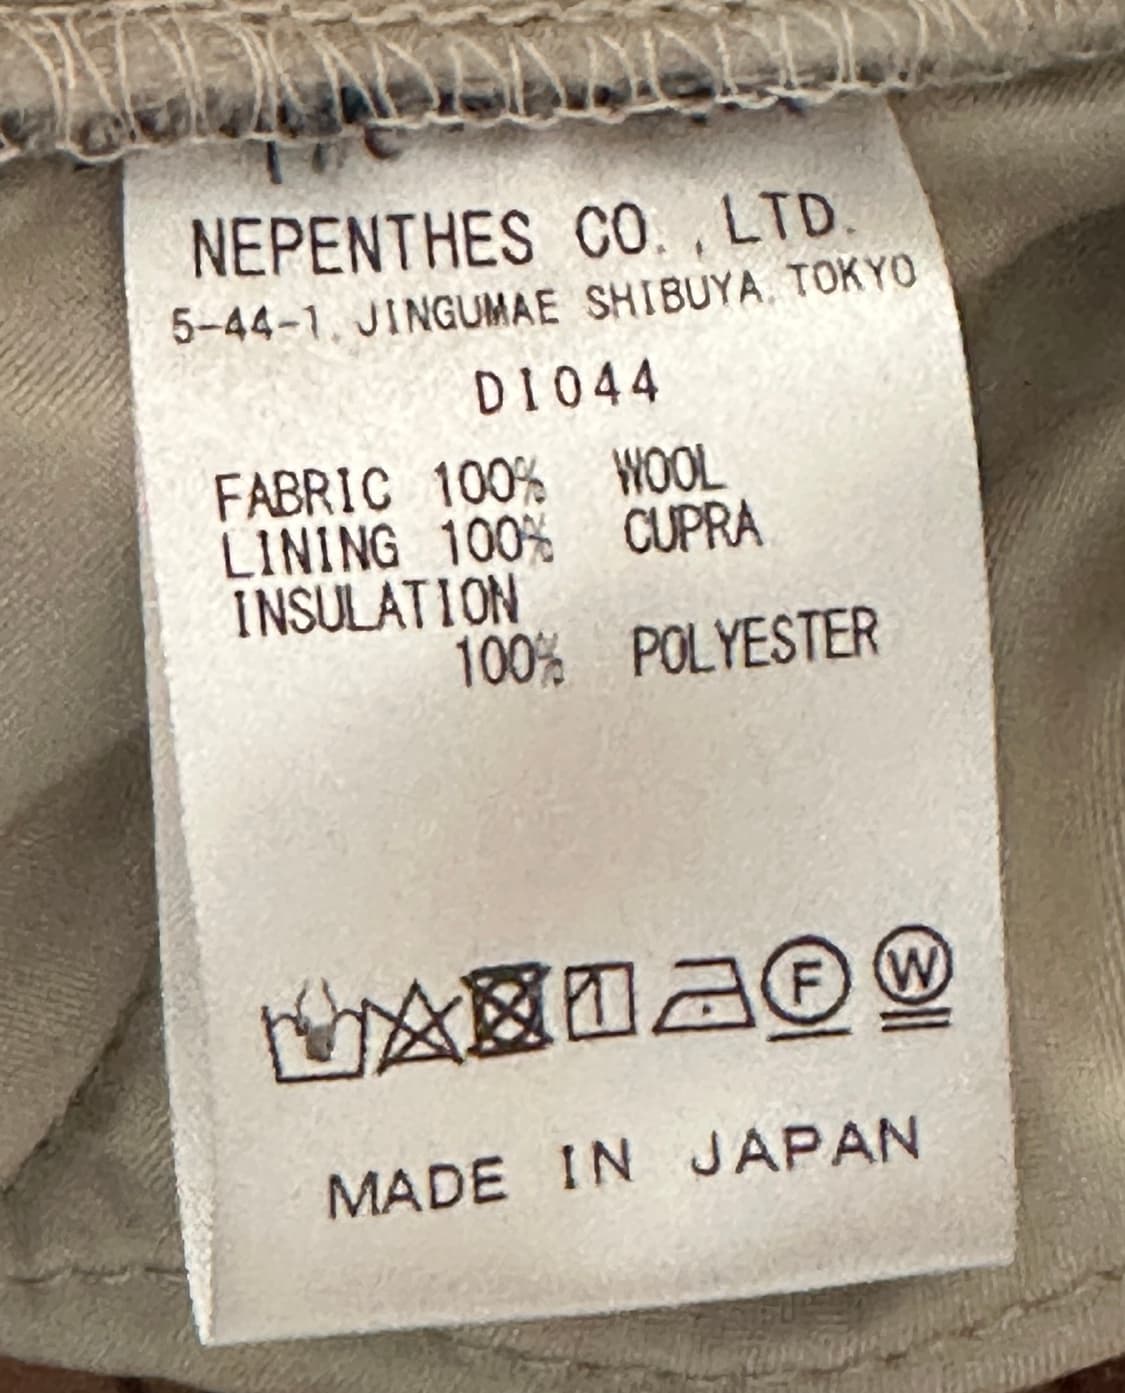 NEPENTHES CO., LTD.
5-44-1, JINGUMAE SHIBUYA, TOKYO
DI044
FABRIC 100% WOOL
LINING 100% CUPRA
INSULATION
100% POLYESTER
F W
MADE IN JAPAN